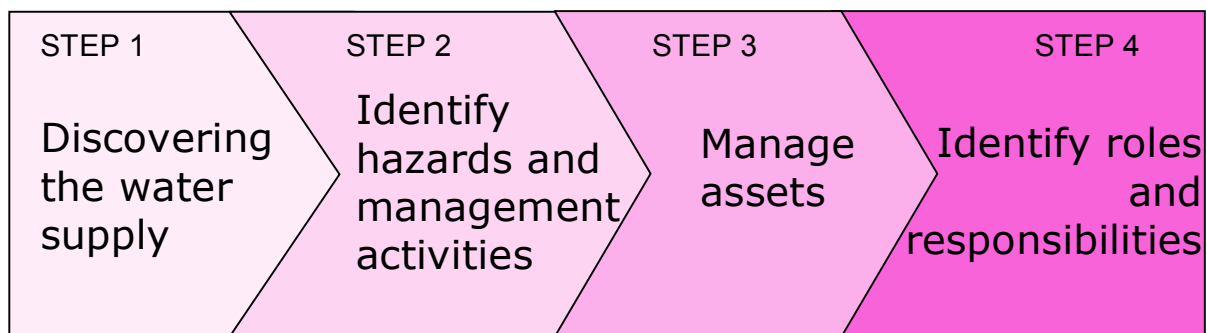 STEP 1
Discovering
the water
supply
STEP 2
Identify
hazards and
management
activities
STEP 3
Manage
assets
STEP 4
Identify roles
and
responsibilities